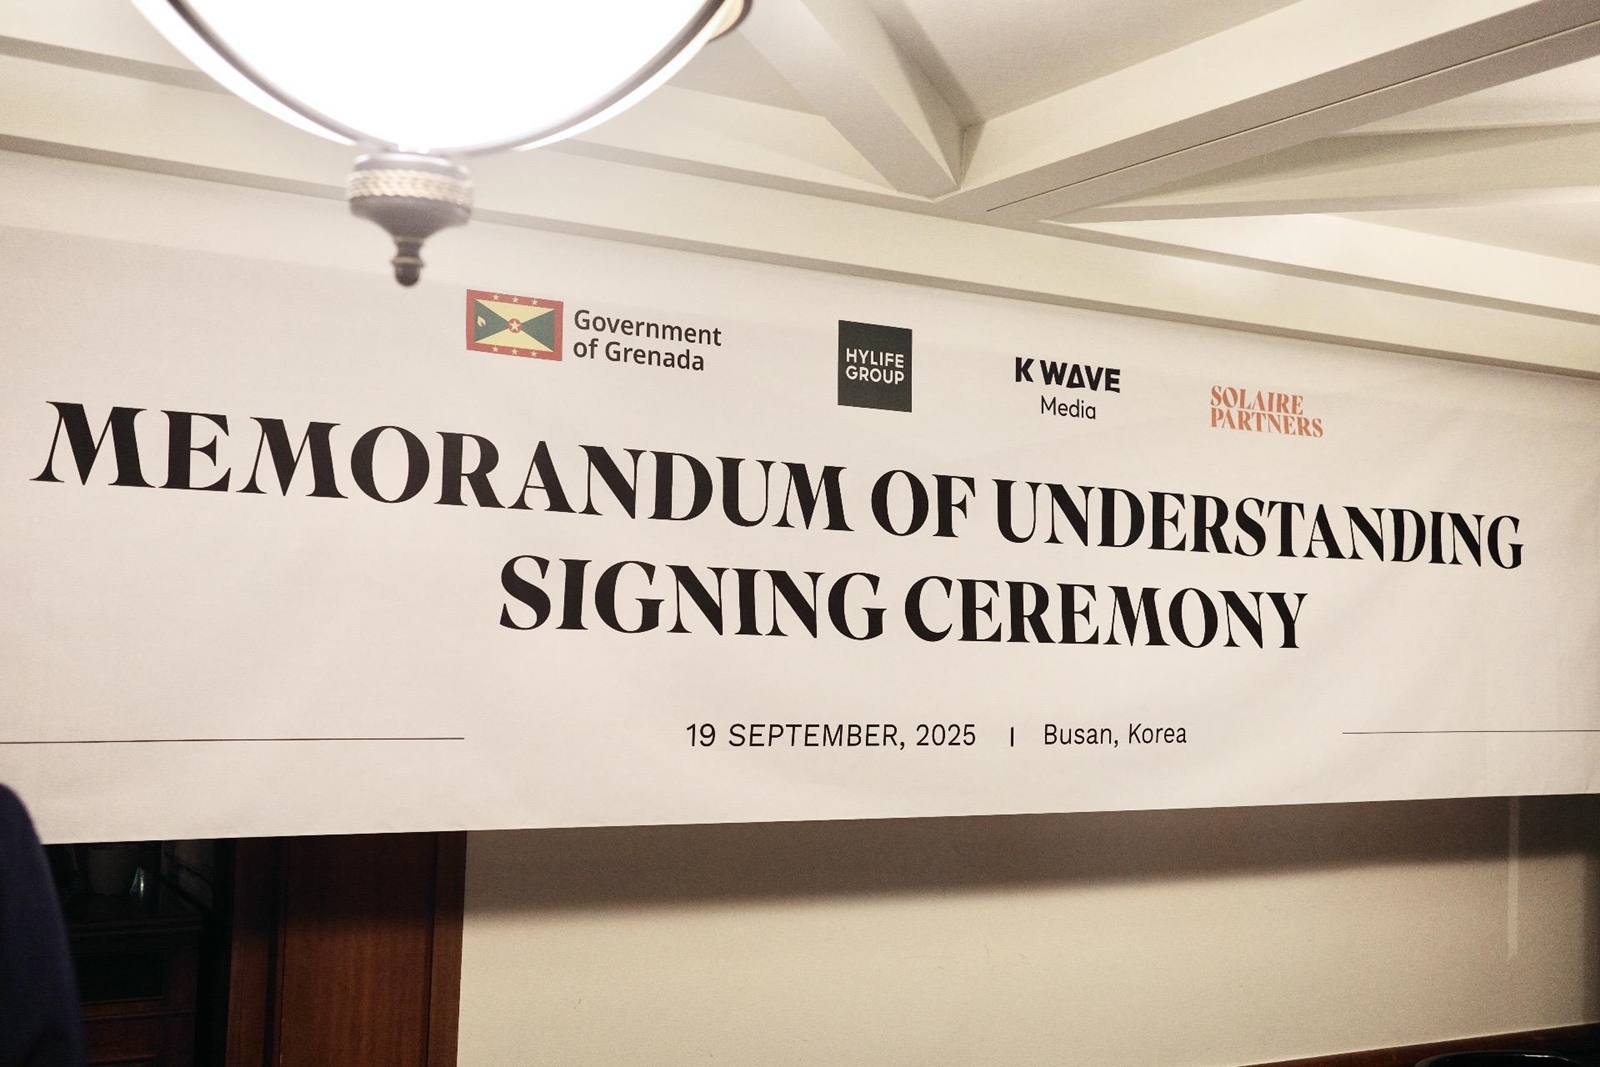 Government
of Grenada
HYLIFE
GROUP
K WAVE
Media
SOLAIRE
PARTNERS
MEMORANDUM OF UNDERSTANDING
SIGNING CEREMONY
19 SEPTEMBER, 2025 | Busan, Korea